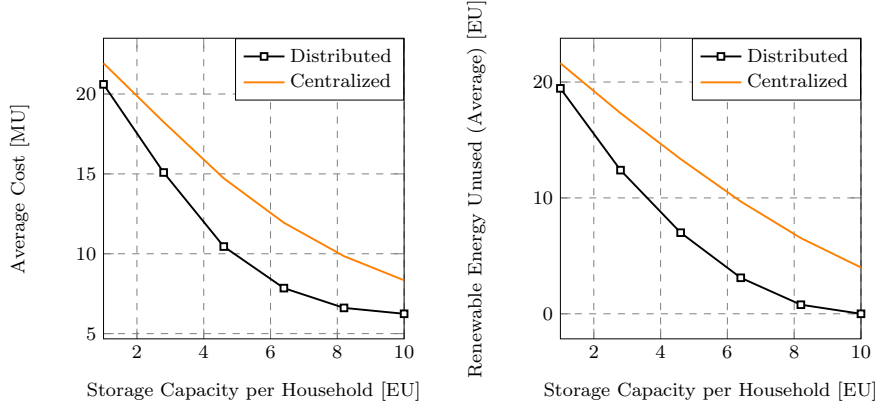 Average Cost [MU]
20
15
10
5
2
4
6
8
10
Storage Capacity per Household [EU]
Distributed
Centralized
Renewable Energy Unused (Average) [EU]
20
10
0
2
4
6
8
10
Storage Capacity per Household [EU]
Distributed
Centralized